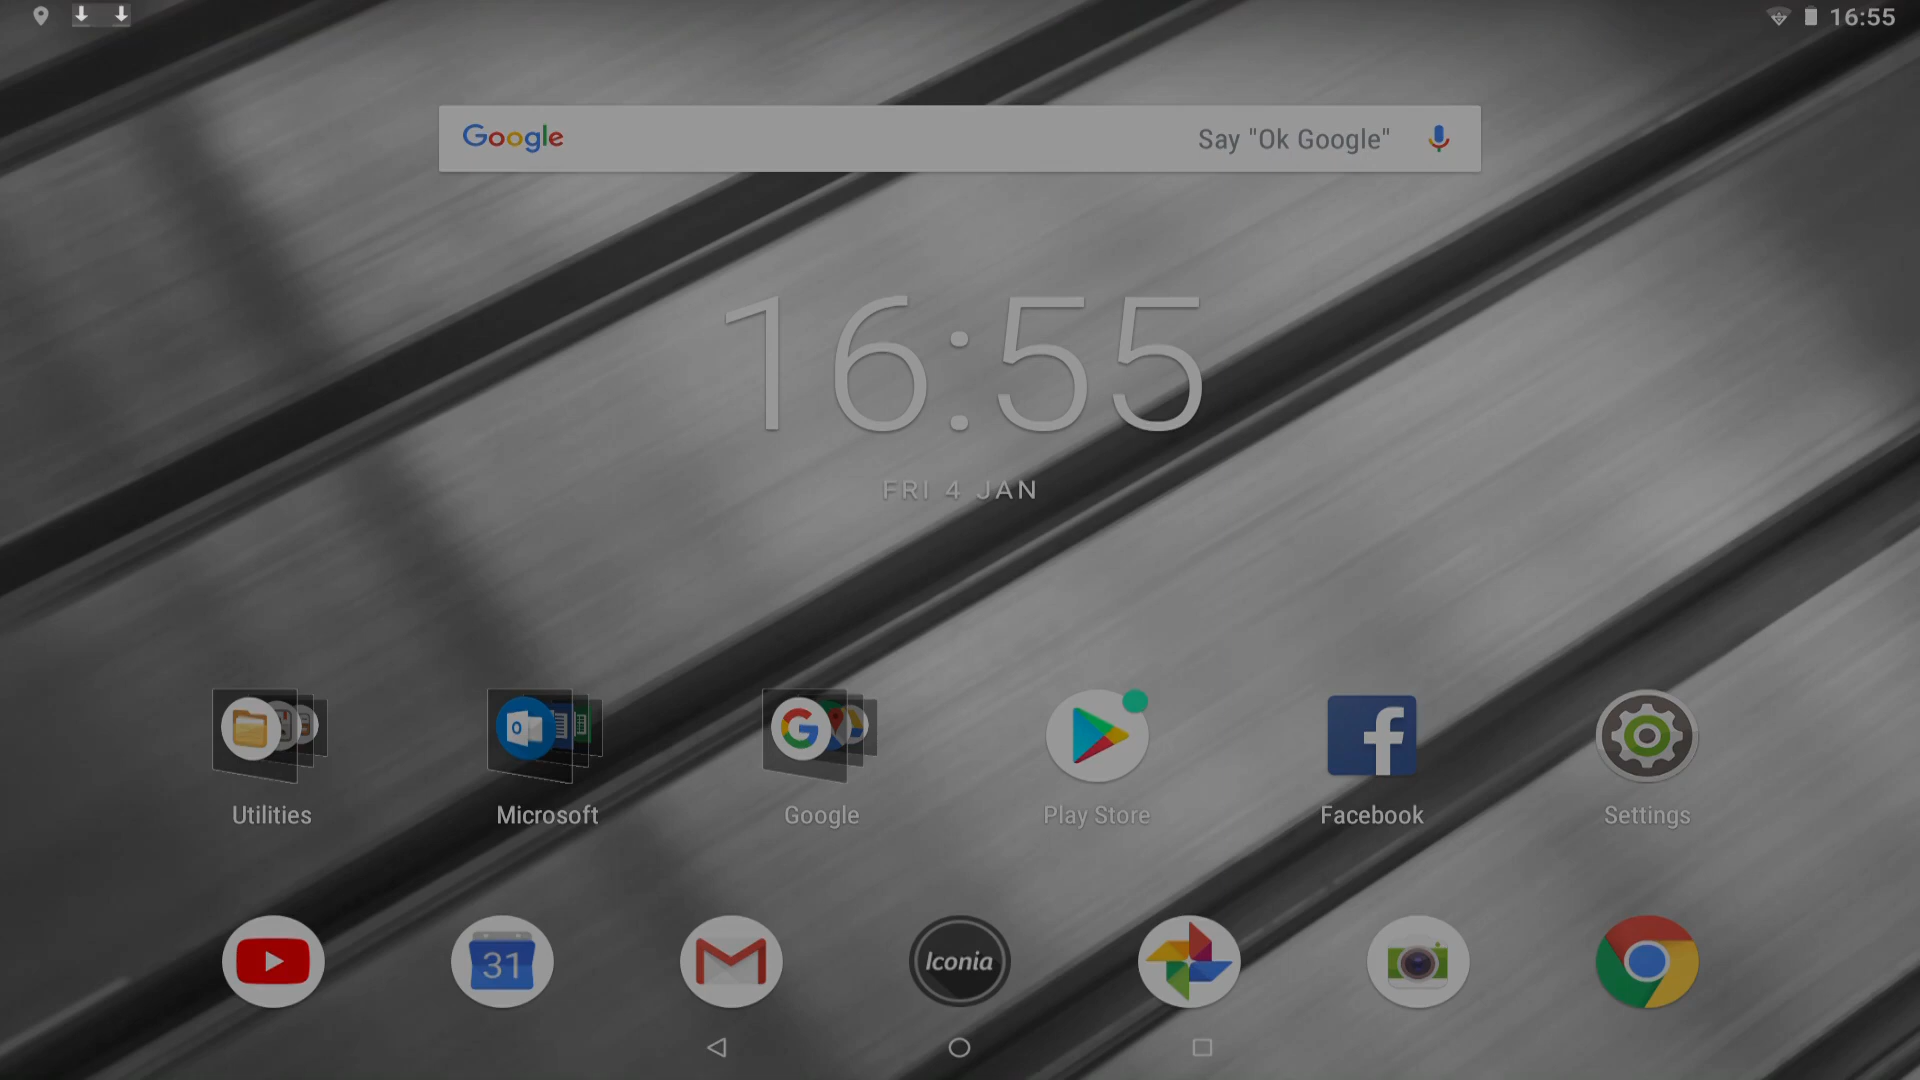 16:55
Google Say "Ok Google"
16:55
FRI 4 JAN
Utilities Microsoft Google Play Store Facebook Settings
31 Iconia